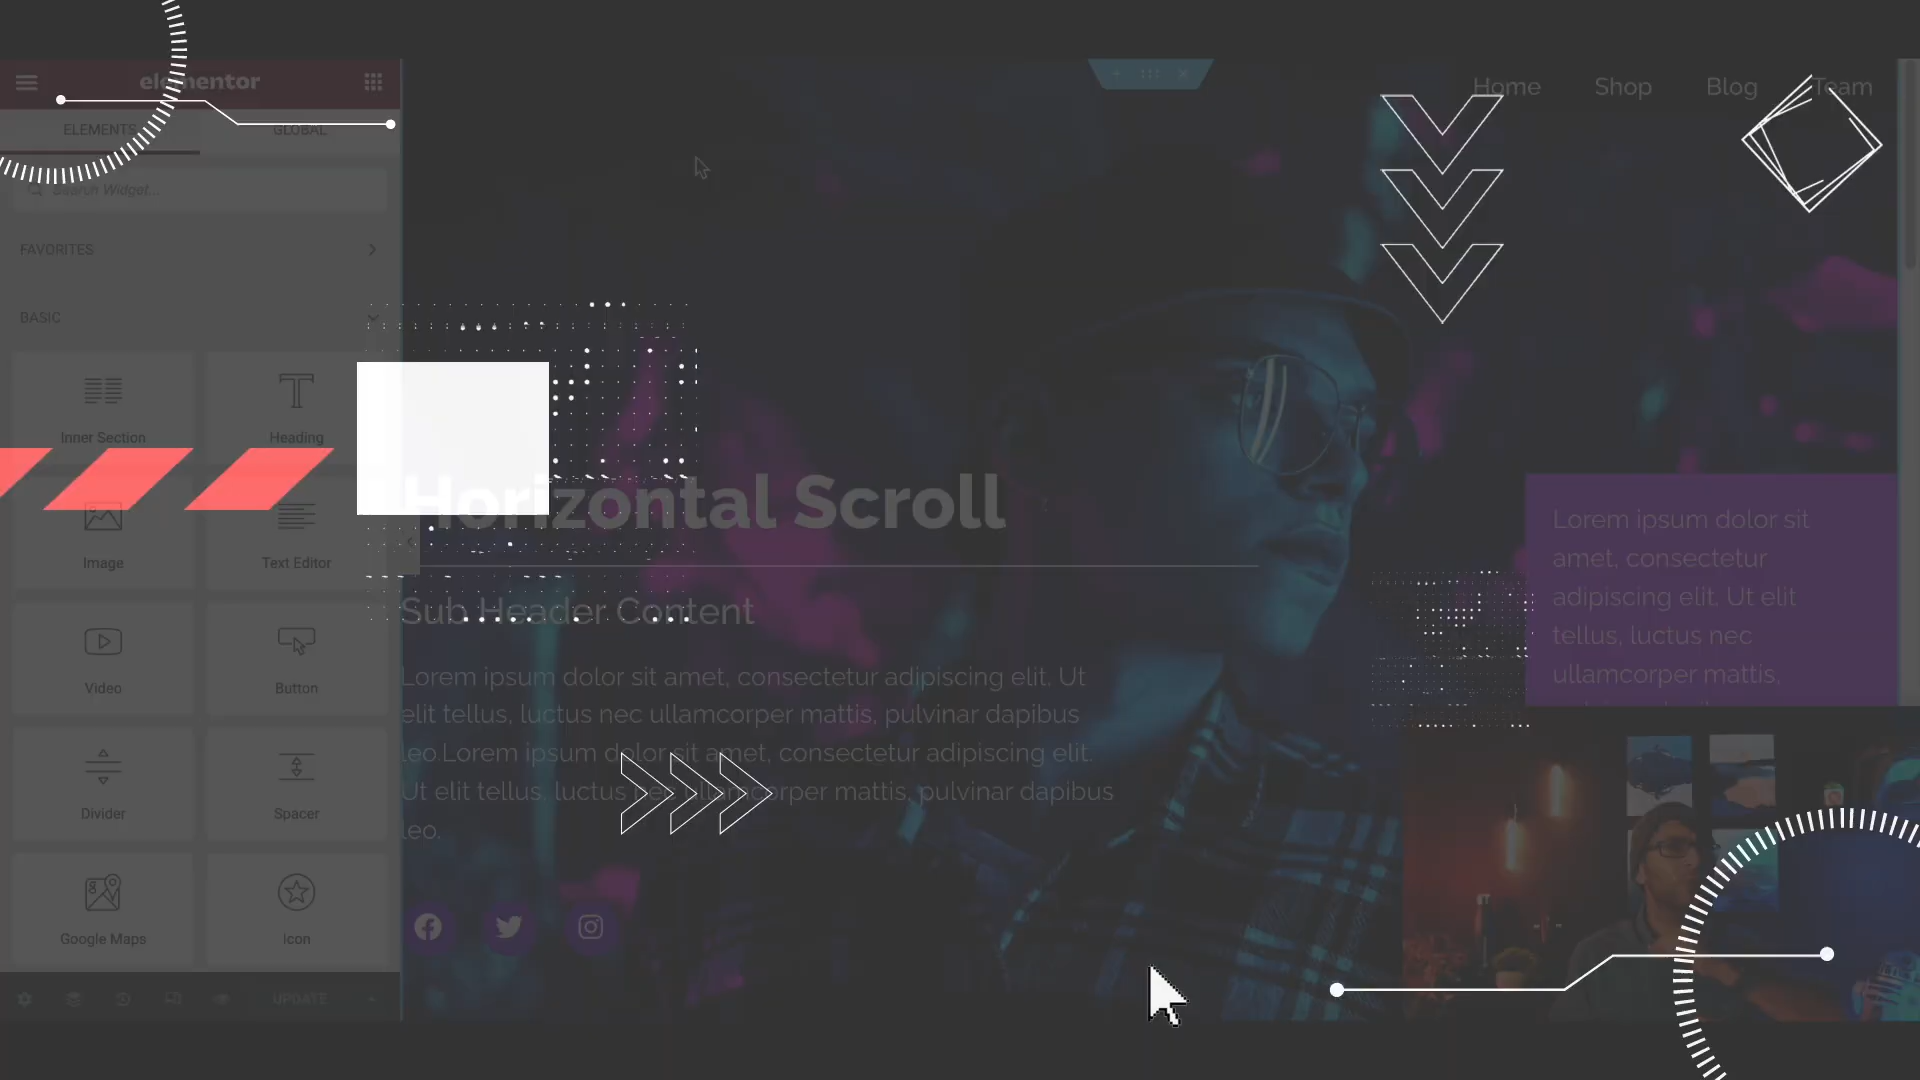 elementor
Home
Shop
Blog
Team
ELEMENTS
GLOBAL
Search Widget...
FAVORITES
BASIC
Inner Section
Heading
Image
Text Editor
Video
Button
Divider
Spacer
Google Maps
Icon
UPDATE
Horizontal Scroll
Sub Header Content
Lorem ipsum dolor sit amet, consectetur adipiscing elit. Ut
elit tellus, luctus nec ullamcorper mattis, pulvinar dapibus
leo.Lorem ipsum dolor sit amet, consectetur adipiscing elit.
Ut elit tellus, luctus nec ullamcorper mattis, pulvinar dapibus
leo.
Lorem ipsum dolor sit
amet, consectetur
adipiscing elit. Ut elit
tellus, luctus nec
ullamcorper mattis,